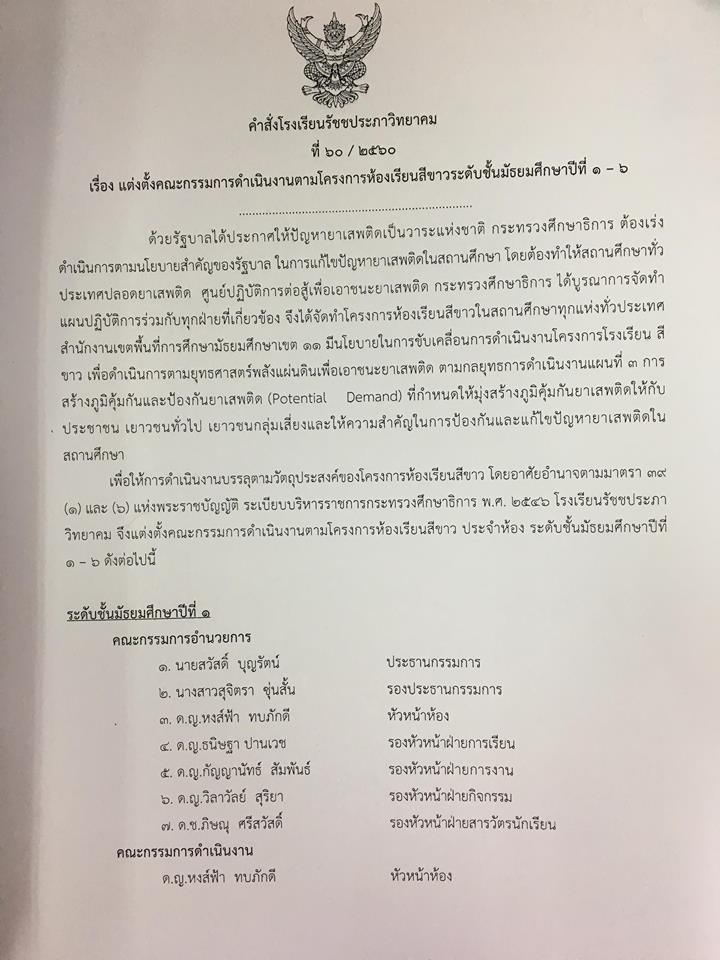 คำสั่งโรงเรียนรัชชประภาวิทยาคม
ที่ ๖๐ / ๒๕๖๐
เรื่อง แต่งตั้งคณะกรรมการดำเนินงานตามโครงการห้องเรียนสีขาวระดับชั้นมัธยมศึกษาปีที่ ๑ – ๖
........................................................................
ด้วยรัฐบาลได้ประกาศให้ปัญหายาเสพติดเป็นวาระแห่งชาติ กระทรวงศึกษาธิการ ต้องเร่ง
ดำเนินการตามนโยบายสำคัญของรัฐบาล ในการแก้ไขปัญหายาเสพติดในสถานศึกษา โดยต้องทำให้สถานศึกษาทั่ว
ประเทศปลอดยาเสพติด ศูนย์ปฏิบัติการต่อสู้เพื่อเอาชนะยาเสพติด กระทรวงศึกษาธิการ ได้บูรณาการจัดทำ
แผนปฏิบัติการร่วมกับทุกฝ่ายที่เกี่ยวข้อง จึงได้จัดทำโครงการห้องเรียนสีขาวในสถานศึกษาทุกแห่งทั่วประเทศ
สำนักงานเขตพื้นที่การศึกษามัธยมศึกษาเขต ๑๑ มีนโยบายในการขับเคลื่อนการดำเนินงานโครงการโรงเรียน สี
ขาว เพื่อดำเนินการตามยุทธศาสตร์พลังแผ่นดินเพื่อเอาชนะยาเสพติด ตามกลยุทธการดำเนินงานแผนที่ ๓ การ
สร้างภูมิคุ้มกันและป้องกันยาเสพติด (Potential Demand) ที่กำหนดให้มุ่งสร้างภูมิคุ้มกันยาเสพติดให้กับ
ประชาชน เยาวชนทั่วไป เยาวชนกลุ่มเสี่ยงและให้ความสำคัญในการป้องกันและแก้ไขปัญหายาเสพติดใน
สถานศึกษา
เพื่อให้การดำเนินงานบรรลุตามวัตถุประสงค์ของโครงการห้องเรียนสีขาว โดยอาศัยอำนาจตามมาตรา ๓๙
(๑) และ (๖) แห่งพระราชบัญญัติ ระเบียบบริหารราชการกระทรวงศึกษาธิการ พ.ศ. ๒๕๔๖ โรงเรียนรัชชประภา
วิทยาคม จึงแต่งตั้งคณะกรรมการดำเนินงานตามโครงการห้องเรียนสีขาว ประจำห้อง ระดับชั้นมัธยมศึกษาปีที่
๑ – ๖ ดังต่อไปนี้
ระดับชั้นมัธยมศึกษาปีที่ ๑
คณะกรรมการอำนวยการ
๑. นายสวัสดิ์ บุญรัตน์ ประธานกรรมการ
๒. นางสาวสุจิตรา ชุ่นสั้น รองประธานกรรมการ
๓. ด.ญ.หงส์ฟ้า ทบภักดี หัวหน้าห้อง
๔. ด.ญ.ธนิษฐา ปานเวช รองหัวหน้าฝ่ายการเรียน
๕. ด.ญ.กัญญานัทธ์ สัมพันธ์ รองหัวหน้าฝ่ายการงาน
๖. ด.ญ.วิลาวัลย์ สุริยา รองหัวหน้าฝ่ายกิจกรรม
๗. ด.ช.ภิษณุ ศรีสวัสดิ์ รองหัวหน้าฝ่ายสารวัตรนักเรียน
คณะกรรมการดำเนินงาน
ด.ญ.หงส์ฟ้า ทบภักดี หัวหน้าห้อง